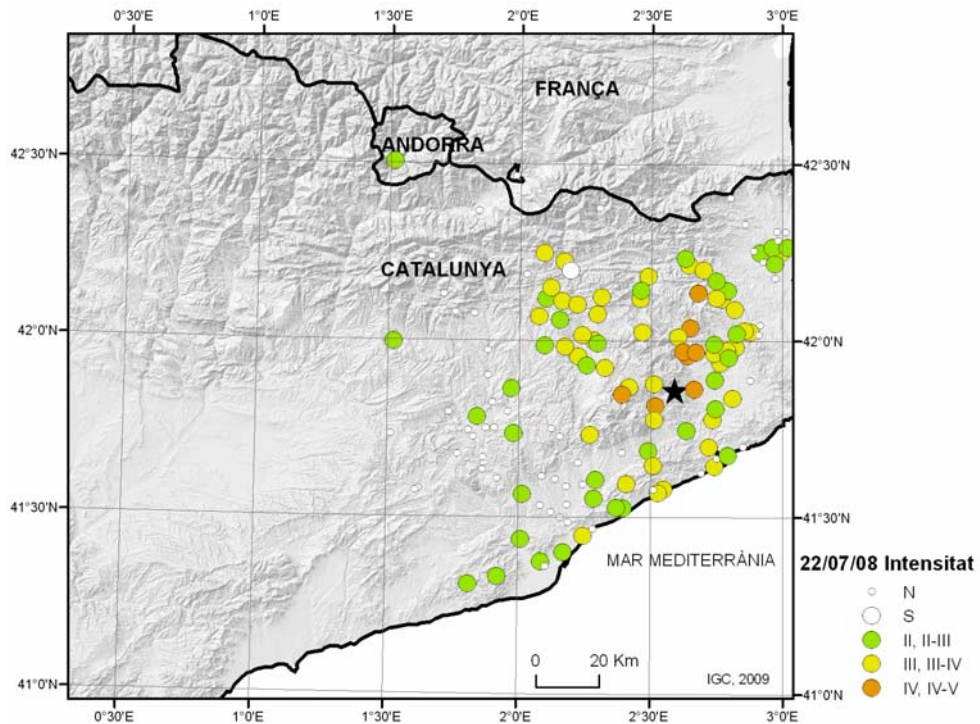 0°30'E 1°0'E 1°30'E 2°0'E 2°30'E 3°0'E
FRANÇA
ANDORRA
42°30'N 42°30'N
CATALUNYA
42°0'N 42°0'N
41°30'N 41°30'N
MAR MEDITERRÀNIA
22/07/08 Intensitat
N
S
II, II-III
III, III-IV
IV, IV-V
0 20 Km
IGC, 2009
41°0'N 41°0'N
0°30'E 1°0'E 1°30'E 2°0'E 2°30'E 3°0'E